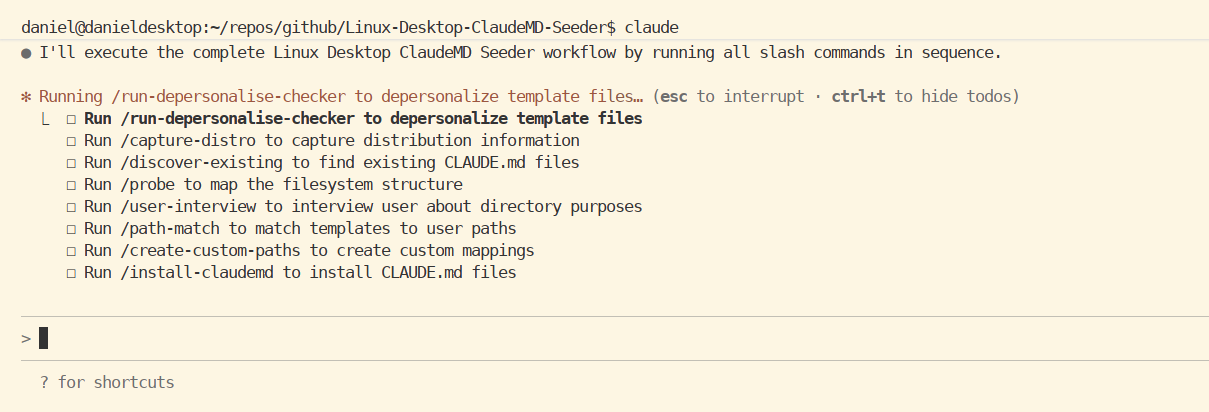 daniel@danieldesktop:~/repos/github/Linux-Desktop-ClaudeMD-Seeder$ claude
● I'll execute the complete Linux Desktop ClaudeMD Seeder workflow by running all slash commands in sequence.
✻ Running /run-depersonalise-checker to depersonalize template files… (esc to interrupt · ctrl+t to hide todos)
⎿ ☐ Run /run-depersonalise-checker to depersonalize template files
☐ Run /capture-distro to capture distribution information
☐ Run /discover-existing to find existing CLAUDE.md files
☐ Run /probe to map the filesystem structure
☐ Run /user-interview to interview user about directory purposes
☐ Run /path-match to match templates to user paths
☐ Run /create-custom-paths to create custom mappings
☐ Run /install-claudemd to install CLAUDE.md files
>
? for shortcuts